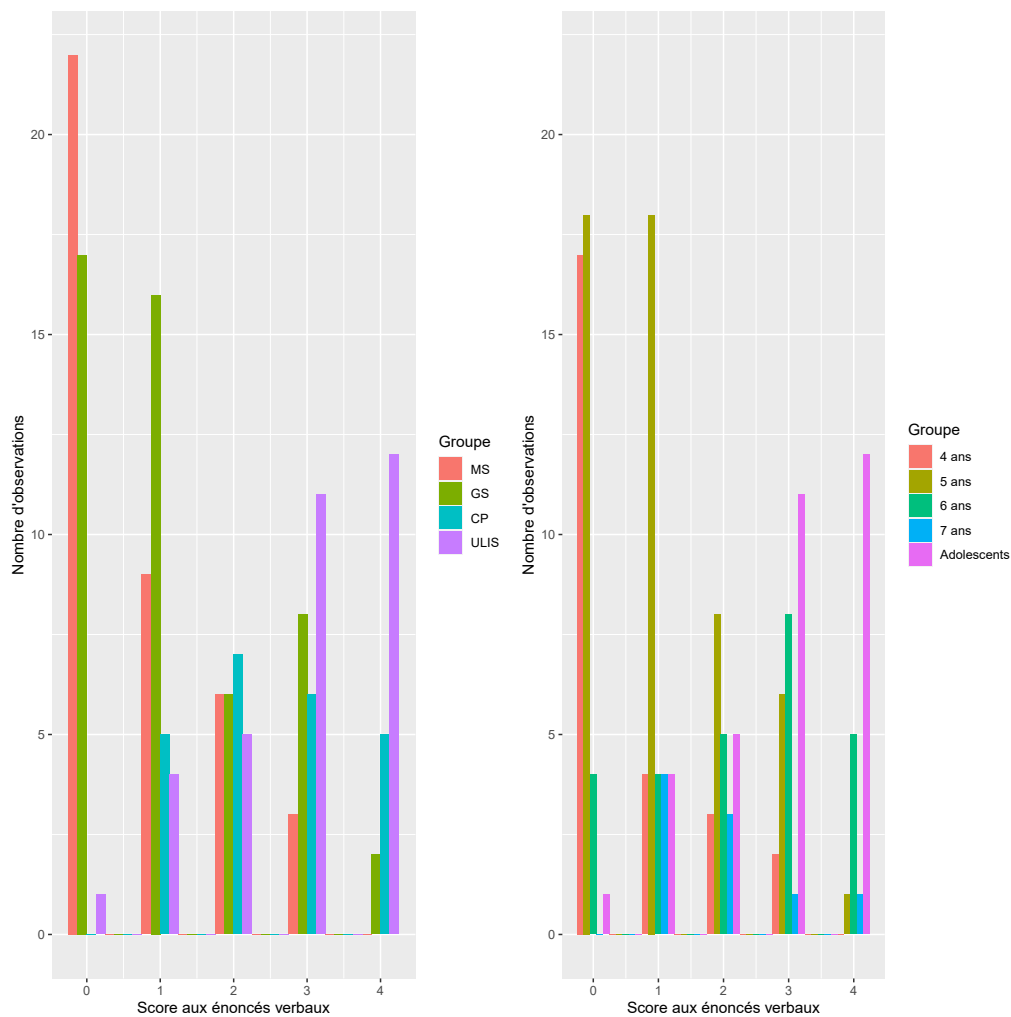 Nombre d'observations
20
15
10
5
0
0 1 2 3 4
Score aux énoncés verbaux
Groupe
MS
GS
CP
ULIS
Nombre d'observations
20
15
10
5
0
0 1 2 3 4
Score aux énoncés verbaux
Groupe
4 ans
5 ans
6 ans
7 ans
Adolescents